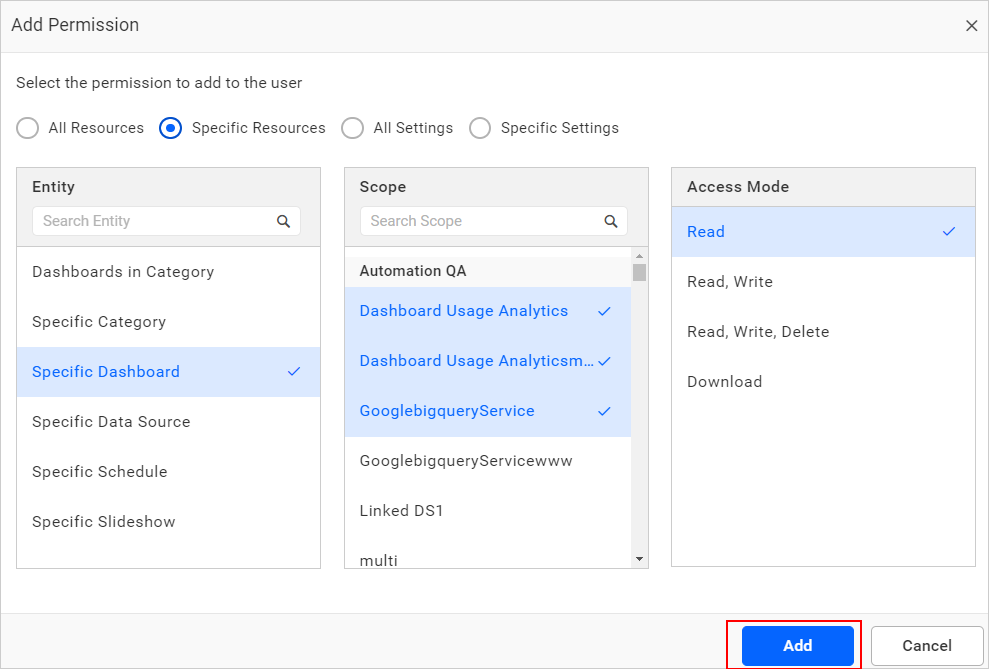 Add Permission
Select the permission to add to the user
All Resources Specific Resources All Settings Specific Settings
Entity
Search Entity
Dashboards in Category
Specific Category
Specific Dashboard
Specific Data Source
Specific Schedule
Specific Slideshow
Scope
Search Scope
Automation QA
Dashboard Usage Analytics
Dashboard Usage Analyticsm...
GooglebigqueryService
GooglebigqueryServicewww
Linked DS1
multi
Access Mode
Read
Read, Write
Read, Write, Delete
Download
Add Cancel